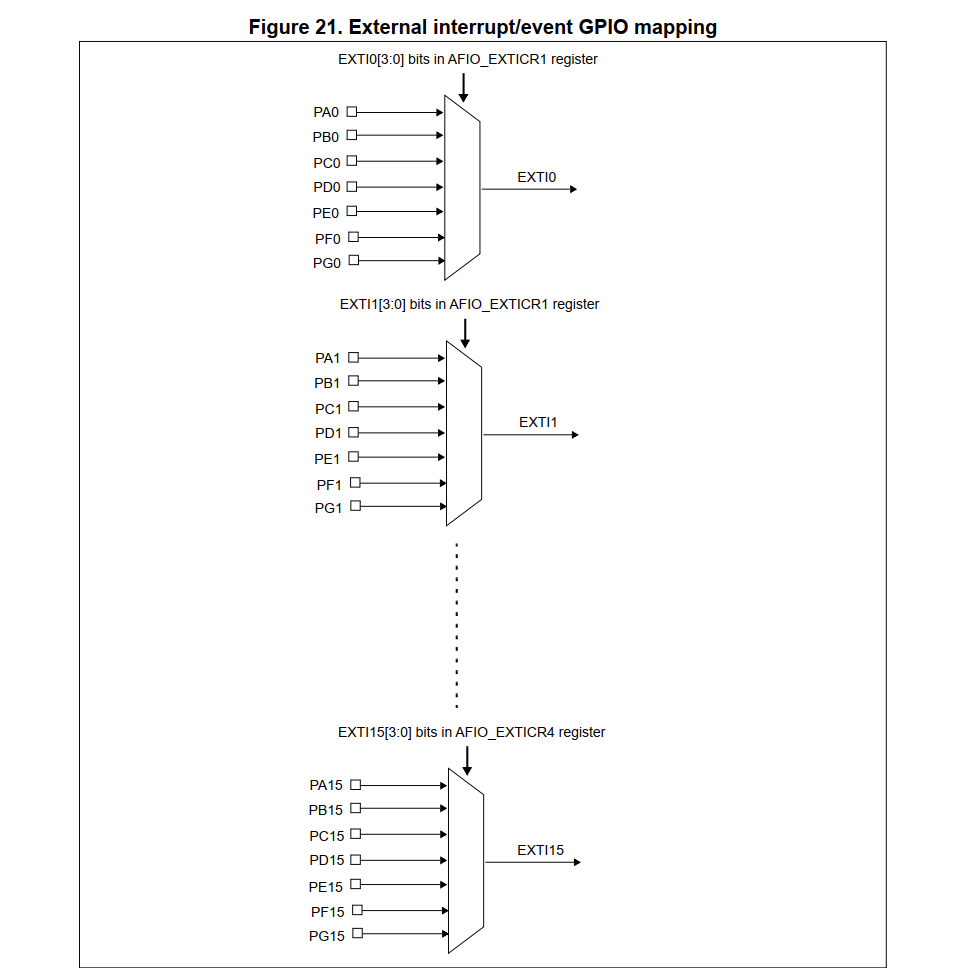 Figure 21. External interrupt/event GPIO mapping
EXTI0[3:0] bits in AFIO_EXTICR1 register
PA0
PB0
PC0
PD0
PE0
PF0
PG0
EXTI0
EXTI1[3:0] bits in AFIO_EXTICR1 register
PA1
PB1
PC1
PD1
PE1
PF1
PG1
EXTI1
EXTI15[3:0] bits in AFIO_EXTICR4 register
PA15
PB15
PC15
PD15
PE15
PF15
PG15
EXTI15